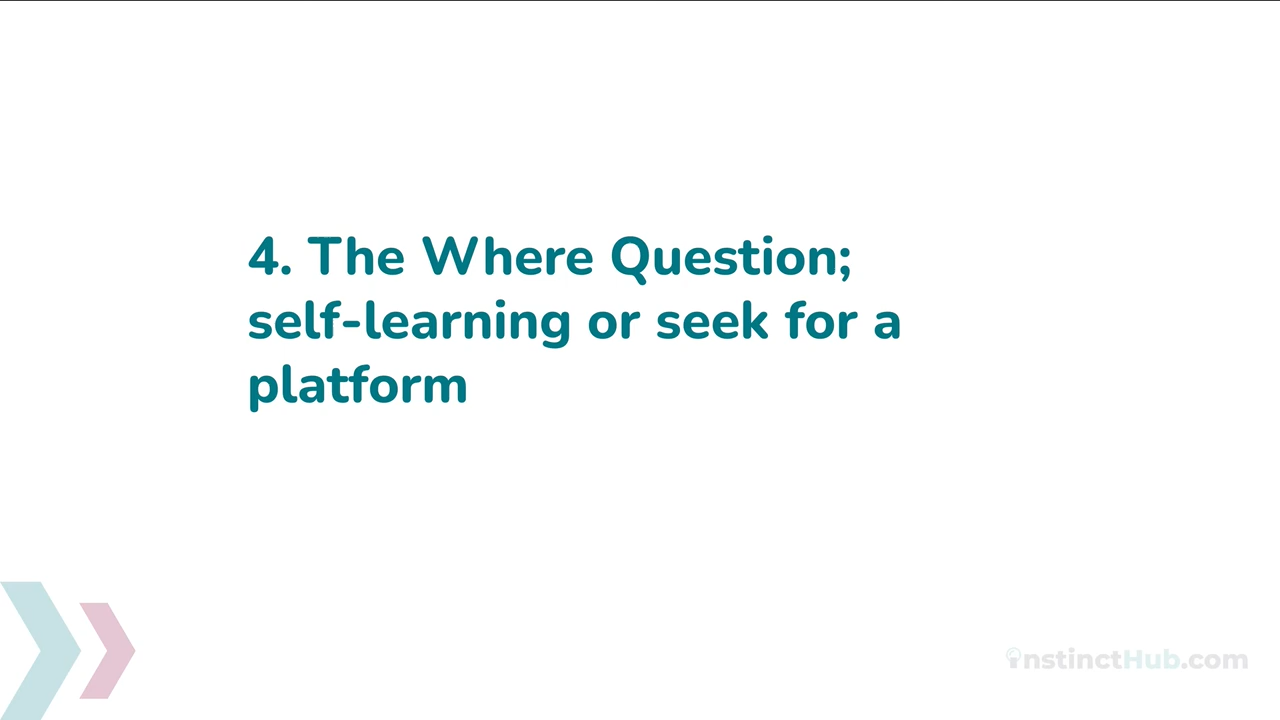 4. The Where Question;
self-learning or seek for a
platform
instinctHub.com